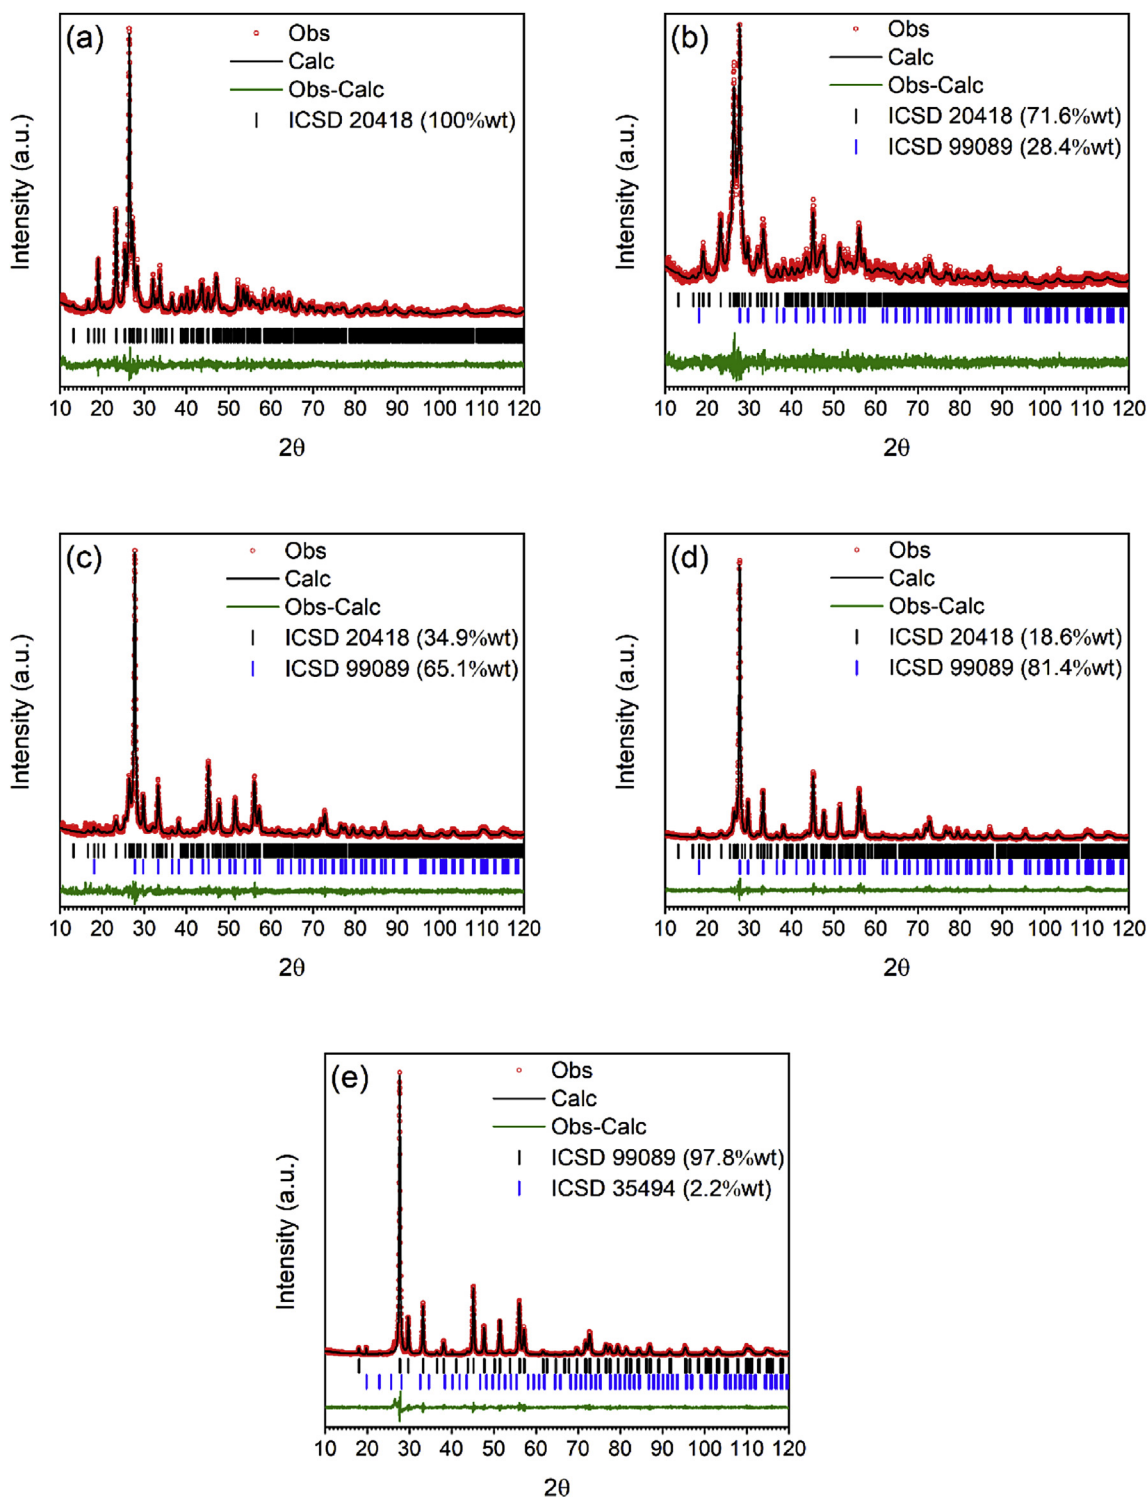 (a)
Obs
Calc
Obs-Calc
ICSD 20418 (100%wt)
Intensity (a.u.)
10 20 30 40 50 60 70 80 90 100 110 120
2θ
(b)
Obs
Calc
Obs-Calc
ICSD 20418 (71.6%wt)
ICSD 99089 (28.4%wt)
Intensity (a.u.)
10 20 30 40 50 60 70 80 90 100 110 120
2θ
(c)
Obs
Calc
Obs-Calc
ICSD 20418 (34.9%wt)
ICSD 99089 (65.1%wt)
Intensity (a.u.)
10 20 30 40 50 60 70 80 90 100 110 120
2θ
(d)
Obs
Calc
Obs-Calc
ICSD 20418 (18.6%wt)
ICSD 99089 (81.4%wt)
Intensity (a.u.)
10 20 30 40 50 60 70 80 90 100 110 120
2θ
(e)
Obs
Calc
Obs-Calc
ICSD 99089 (97.8%wt)
ICSD 35494 (2.2%wt)
Intensity (a.u.)
10 20 30 40 50 60 70 80 90 100 110 120
2θ